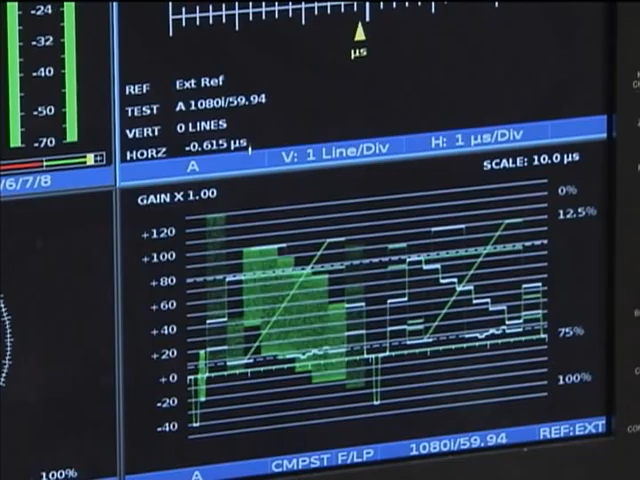 -24
-32
-40
-50
-70
/6/7/8
µs
REF Ext Ref
TEST A 1080i/59.94
VERT 0 LINES
HORZ -0.615 µs
A V: 1 Line/Div H: 1 µs/Div
SCALE: 10.0 µs
GAIN X 1.00
0%
12.5%
+120
+100
+80
+60
+40
+20
+0
-20
-40
75%
100%
100%
A CMPST F/LP 1080i/59.94 REF:EXT